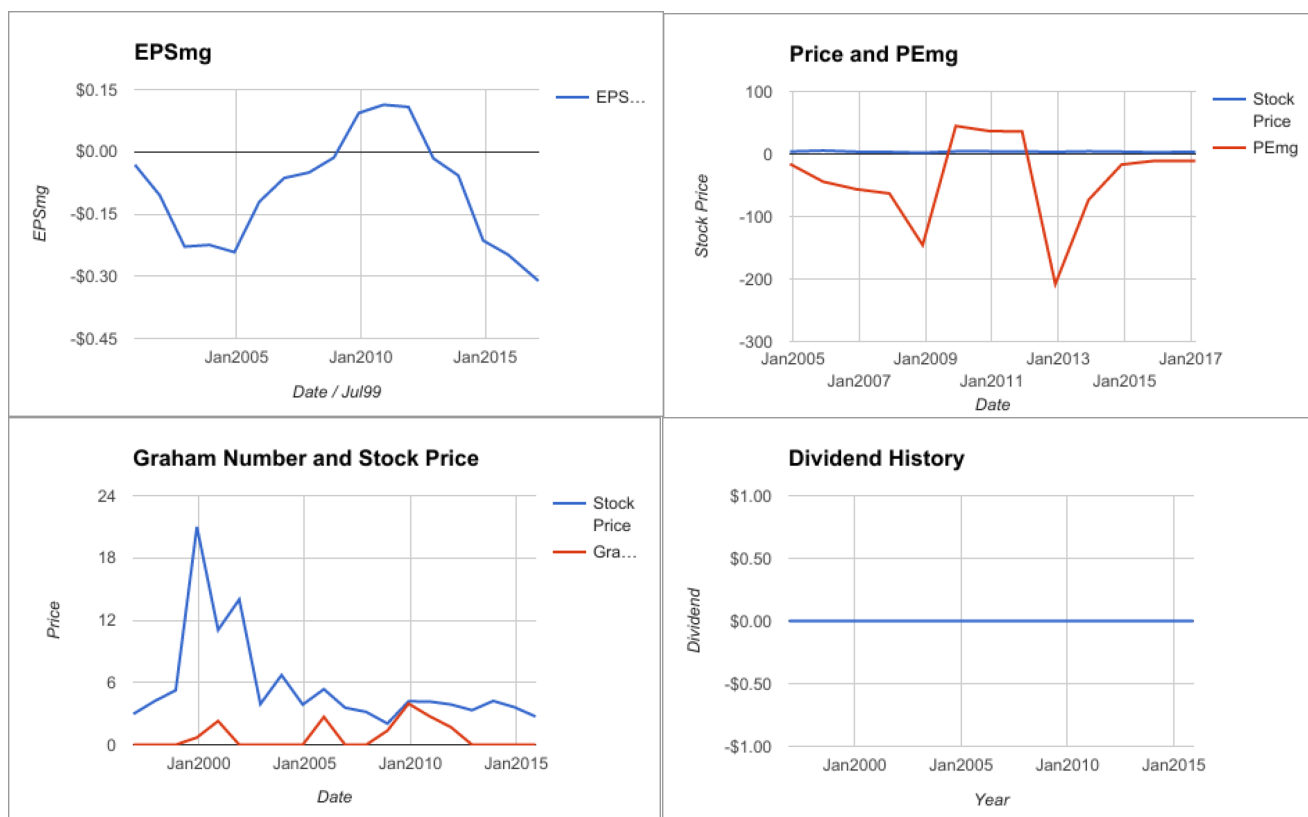 EPSmg
$0.15
$0.00
-$0.15
-$0.30
-$0.45
EPSmg
Jan2005
Jan2010
Jan2015
Date / Jul99
EPS…
Price and PEmg
100
0
-100
-200
-300
Stock Price
Jan2005
Jan2009
Jan2013
Jan2017
Jan2007
Jan2011
Jan2015
Date
Stock
Price
PEmg
Graham Number and Stock Price
24
18
12
6
0
Price
Jan2000
Jan2005
Jan2010
Jan2015
Date
Stock
Price
Gra…
Dividend History
$1.00
$0.50
$0.00
-$0.50
-$1.00
Dividend
Jan2000
Jan2005
Jan2010
Jan2015
Year